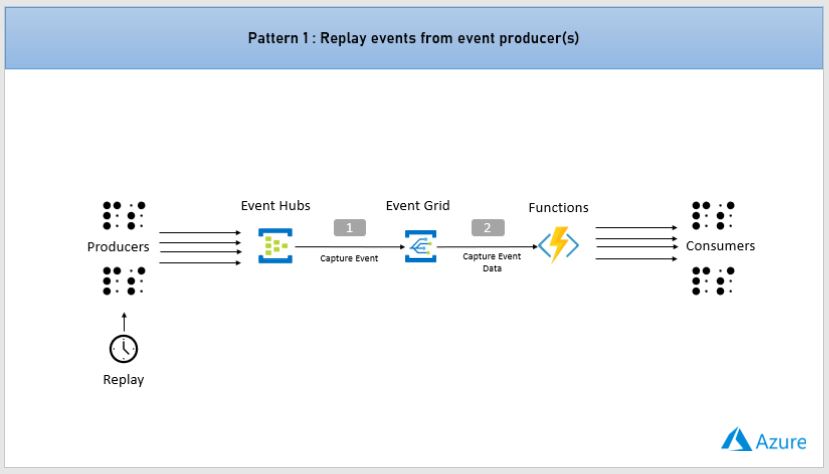 Pattern 1: Replay events from event producer(s)
Event Hubs
Event Grid
Functions
1
2
Producers
Capture Event
Capture Event
Data
Consumers
Replay
Azure